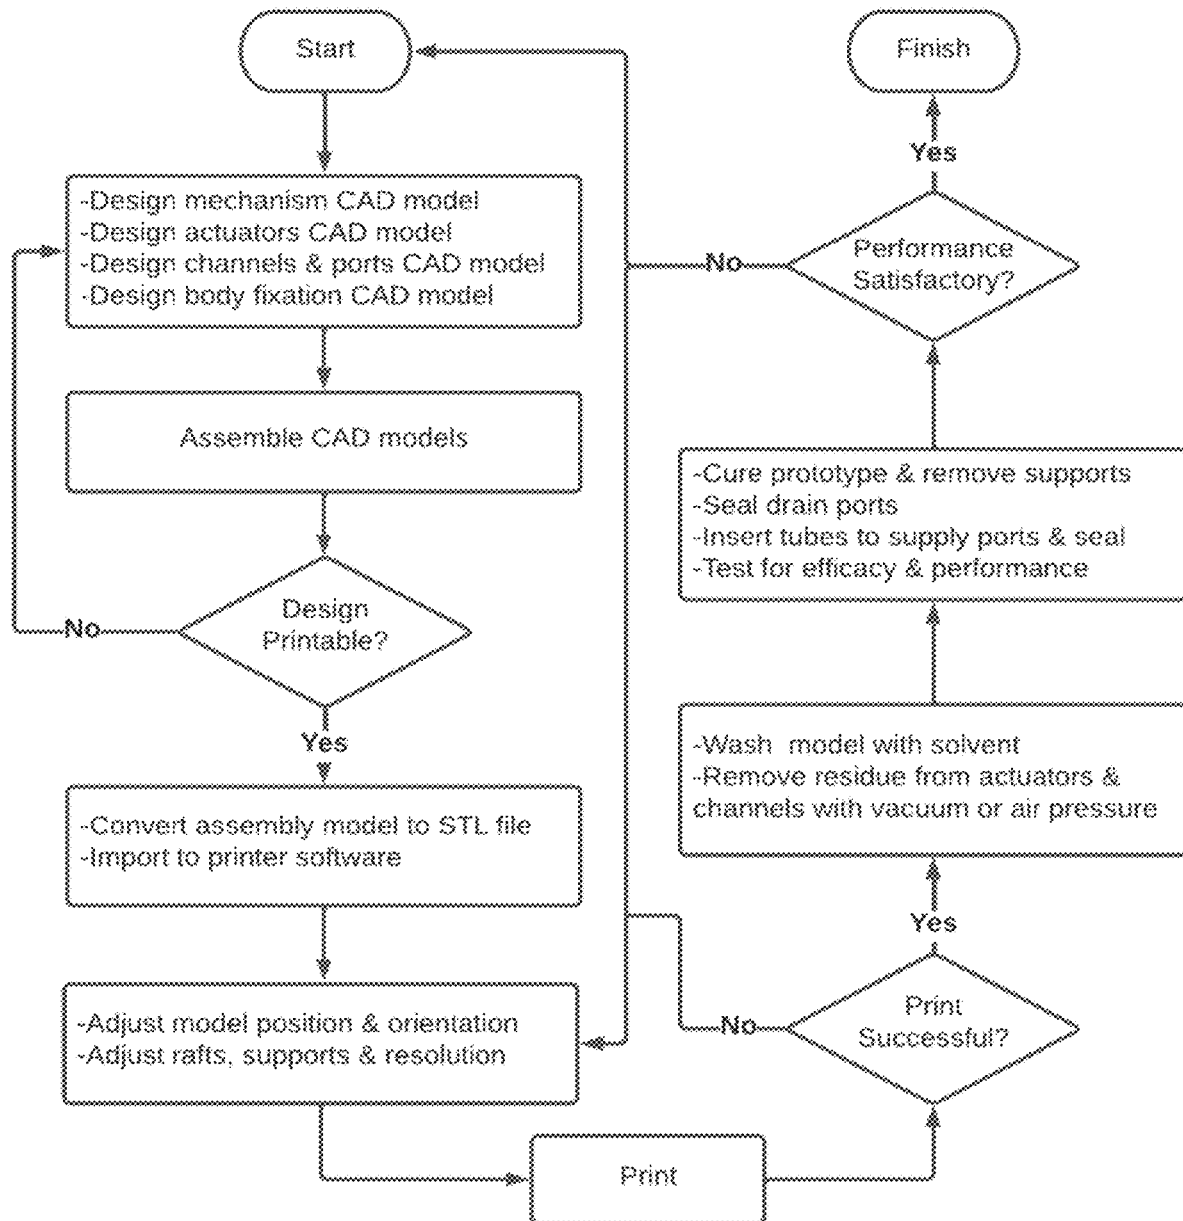 Start
-Design mechanism CAD model
-Design actuators CAD model
-Design channels & ports CAD model
-Design body fixation CAD model
Assemble CAD models
Design
Printable?
No
Yes
-Convert assembly model to STL file
-Import to printer software
-Adjust model position & orientation
-Adjust rafts, supports & resolution
Print
Print
Successful?
No
Yes
-Wash  model with solvent
-Remove residue from actuators &
channels with vacuum or air pressure
-Cure prototype & remove supports
-Seal drain ports
-Insert tubes to supply ports & seal
-Test for efficacy & performance
Performance
Satisfactory?
No
Yes
Finish